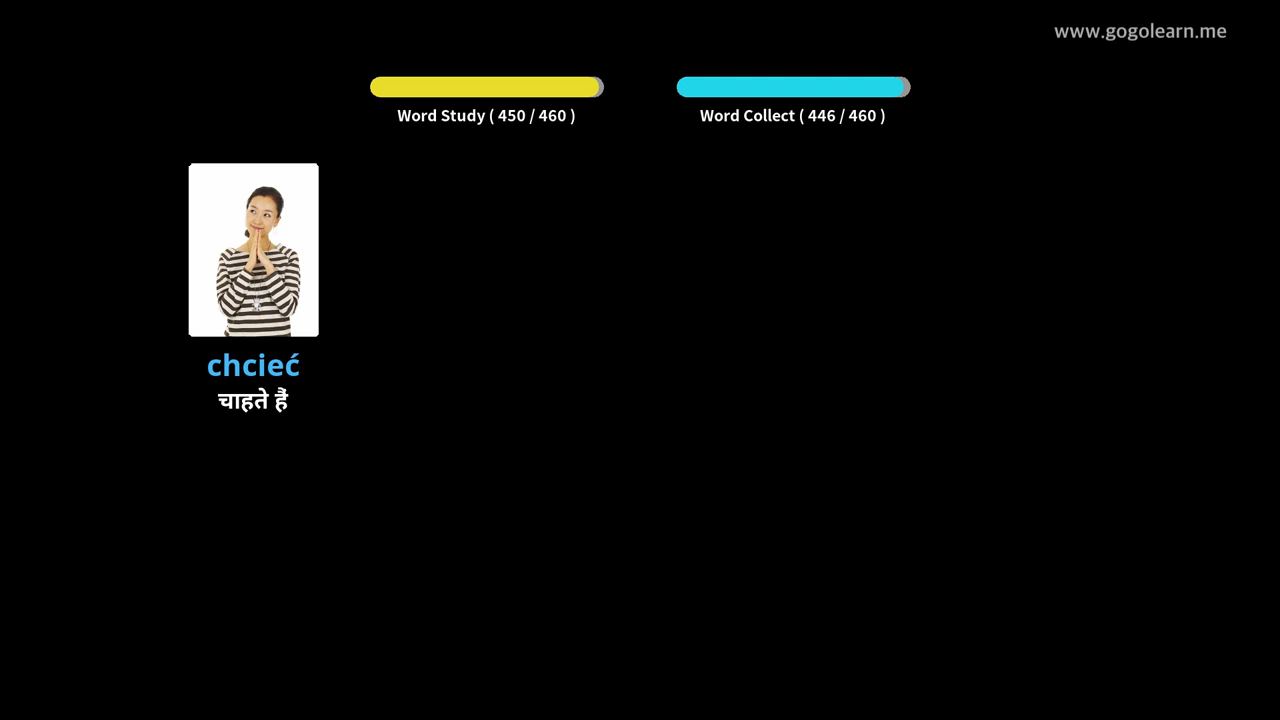 www.gogolearn.me
Word Study ( 450 / 460 )
Word Collect ( 446 / 460 )
chcieć
चाहते हैं